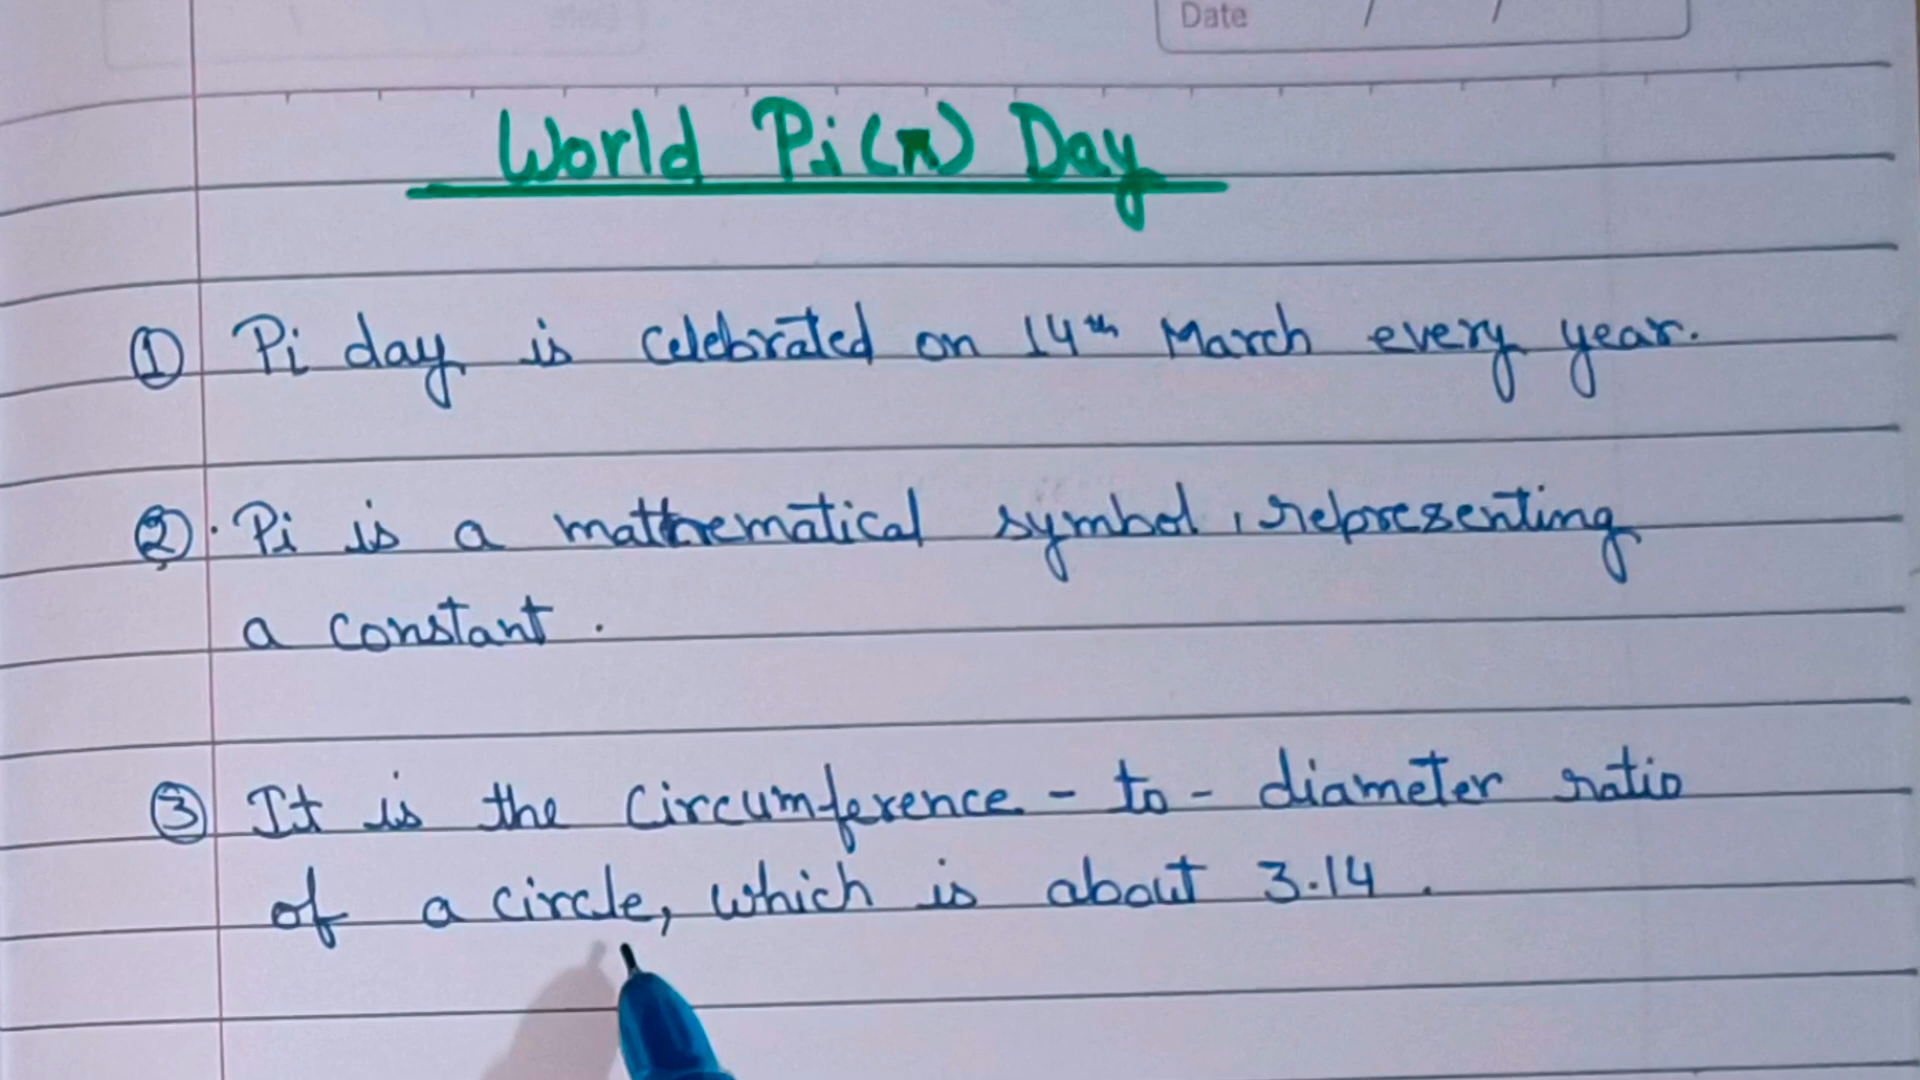 Date / /
World Pi (π) Day
① Pi day is celebrated on 14th March every year.
② Pi is a mathematical symbol, representing
a constant.
③ It is the circumference - to - diameter ratio
of a circle, which is about 3.14.